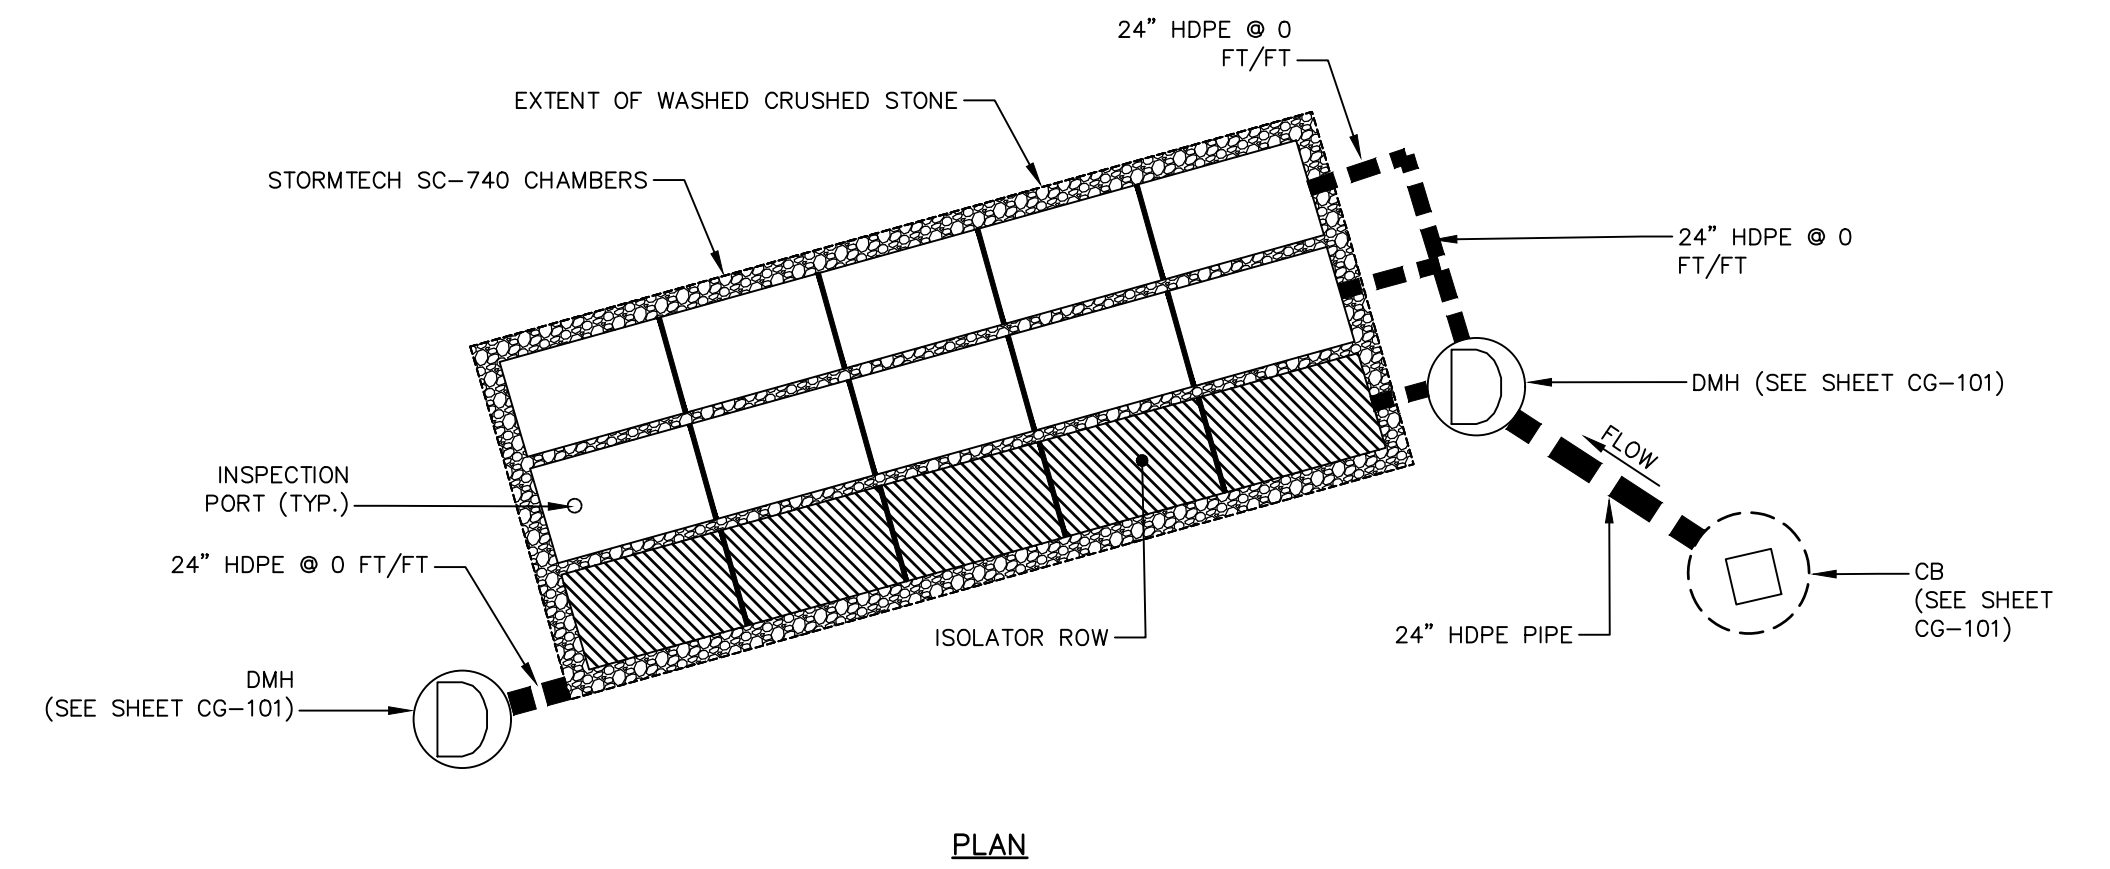 24” HDPE @ 0
FT/FT
EXTENT OF WASHED CRUSHED STONE
STORMTECH SC-740 CHAMBERS
24” HDPE @ 0
FT/FT
DMH (SEE SHEET CG-101)
FLOW
INSPECTION
PORT (TYP.)
24” HDPE @ 0 FT/FT
CB
(SEE SHEET
CG-101)
ISOLATOR ROW
24” HDPE PIPE
DMH
(SEE SHEET CG-101)
PLAN